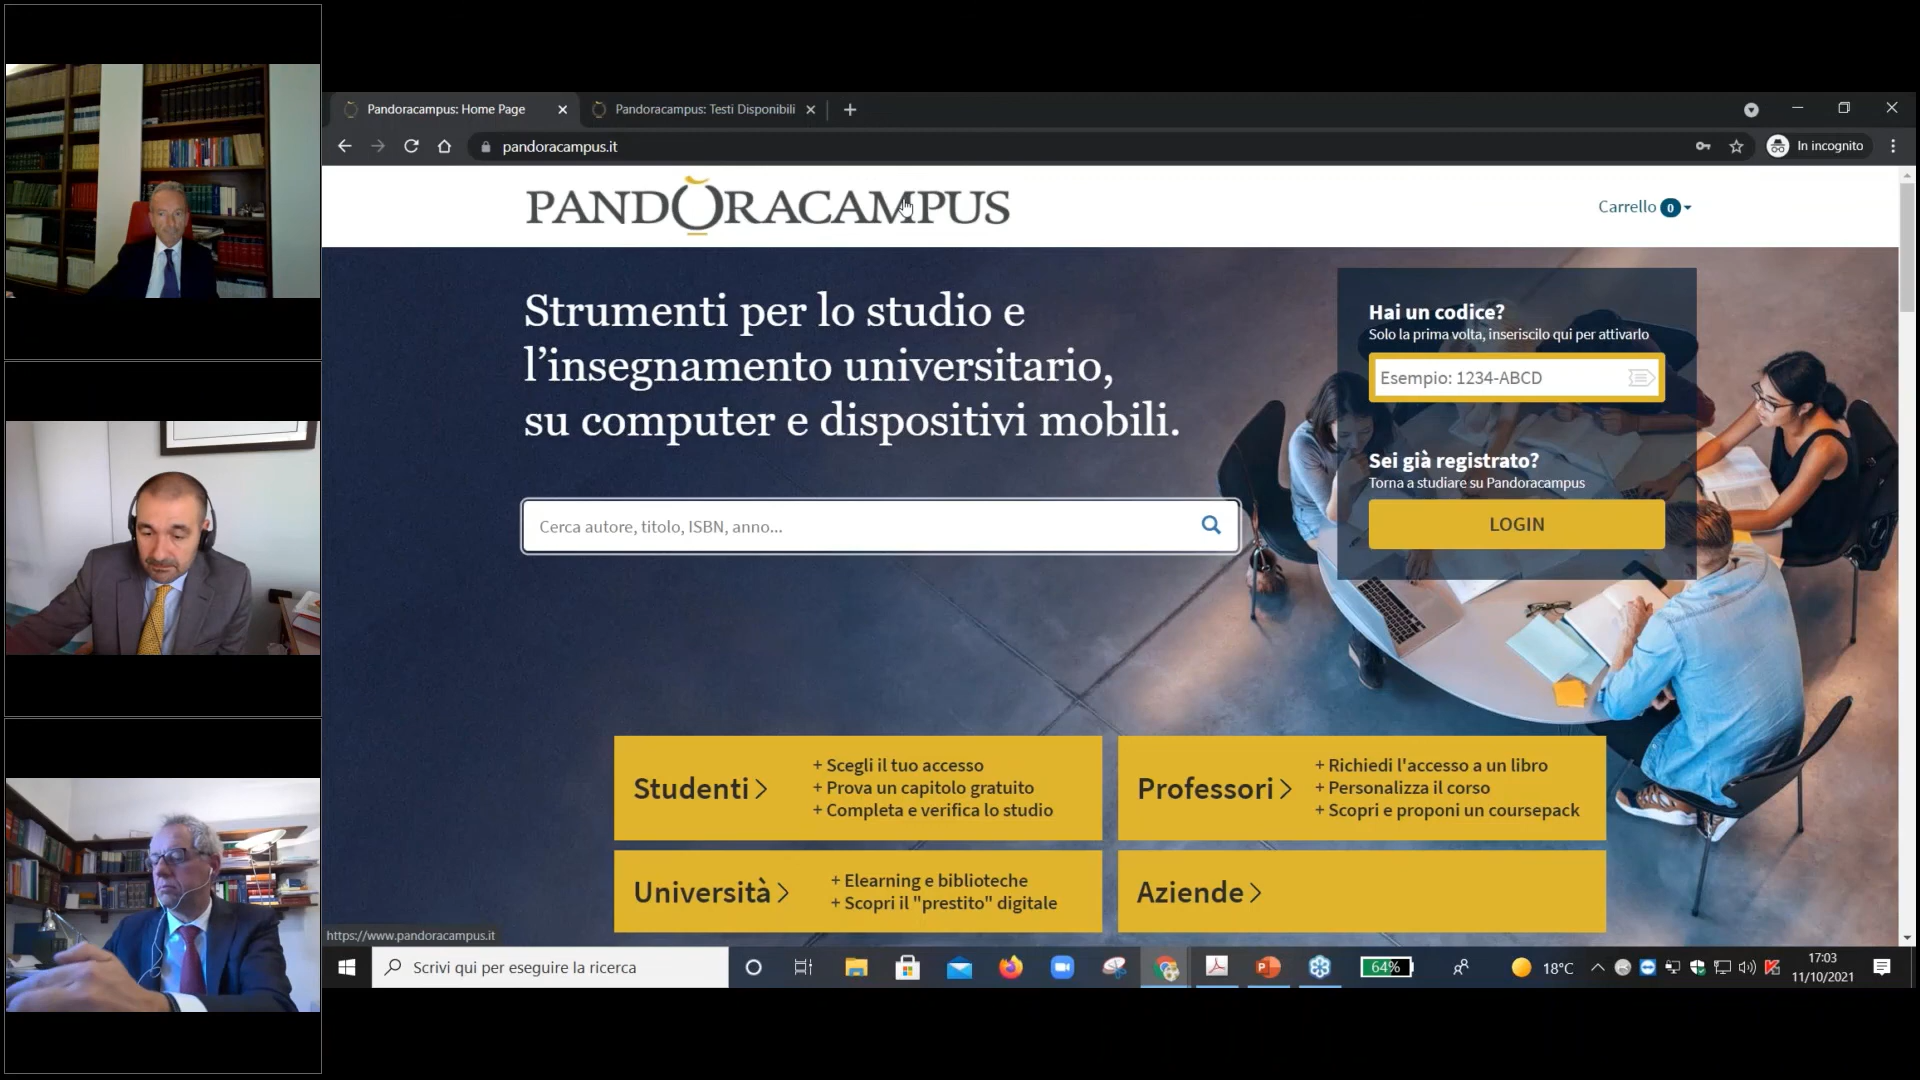 Pandoracampus: Home Page
Pandoracampus: Testi Disponibili
pandoracampus.it
In incognito
PANDORACAMPUS
Carrello 0
Strumenti per lo studio e
l’insegnamento universitario,
su computer e dispositivi mobili.
Cerca autore, titolo, ISBN, anno...
Hai un codice?
Solo la prima volta, inseriscilo qui per attivarlo
Esempio: 1234-ABCD
Sei già registrato?
Torna a studiare su Pandoracampus
LOGIN
Studenti
+ Scegli il tuo accesso
+ Prova un capitolo gratuito
+ Completa e verifica lo studio
Professori
+ Richiedi l'accesso a un libro
+ Personalizza il corso
+ Scopri e proponi un coursepack
Università
+ Elearning e biblioteche
+ Scopri il "prestito" digitale
Aziende
https://www.pandoracampus.it
Scrivi qui per eseguire la ricerca
64%
18°C
17:03
11/10/2021